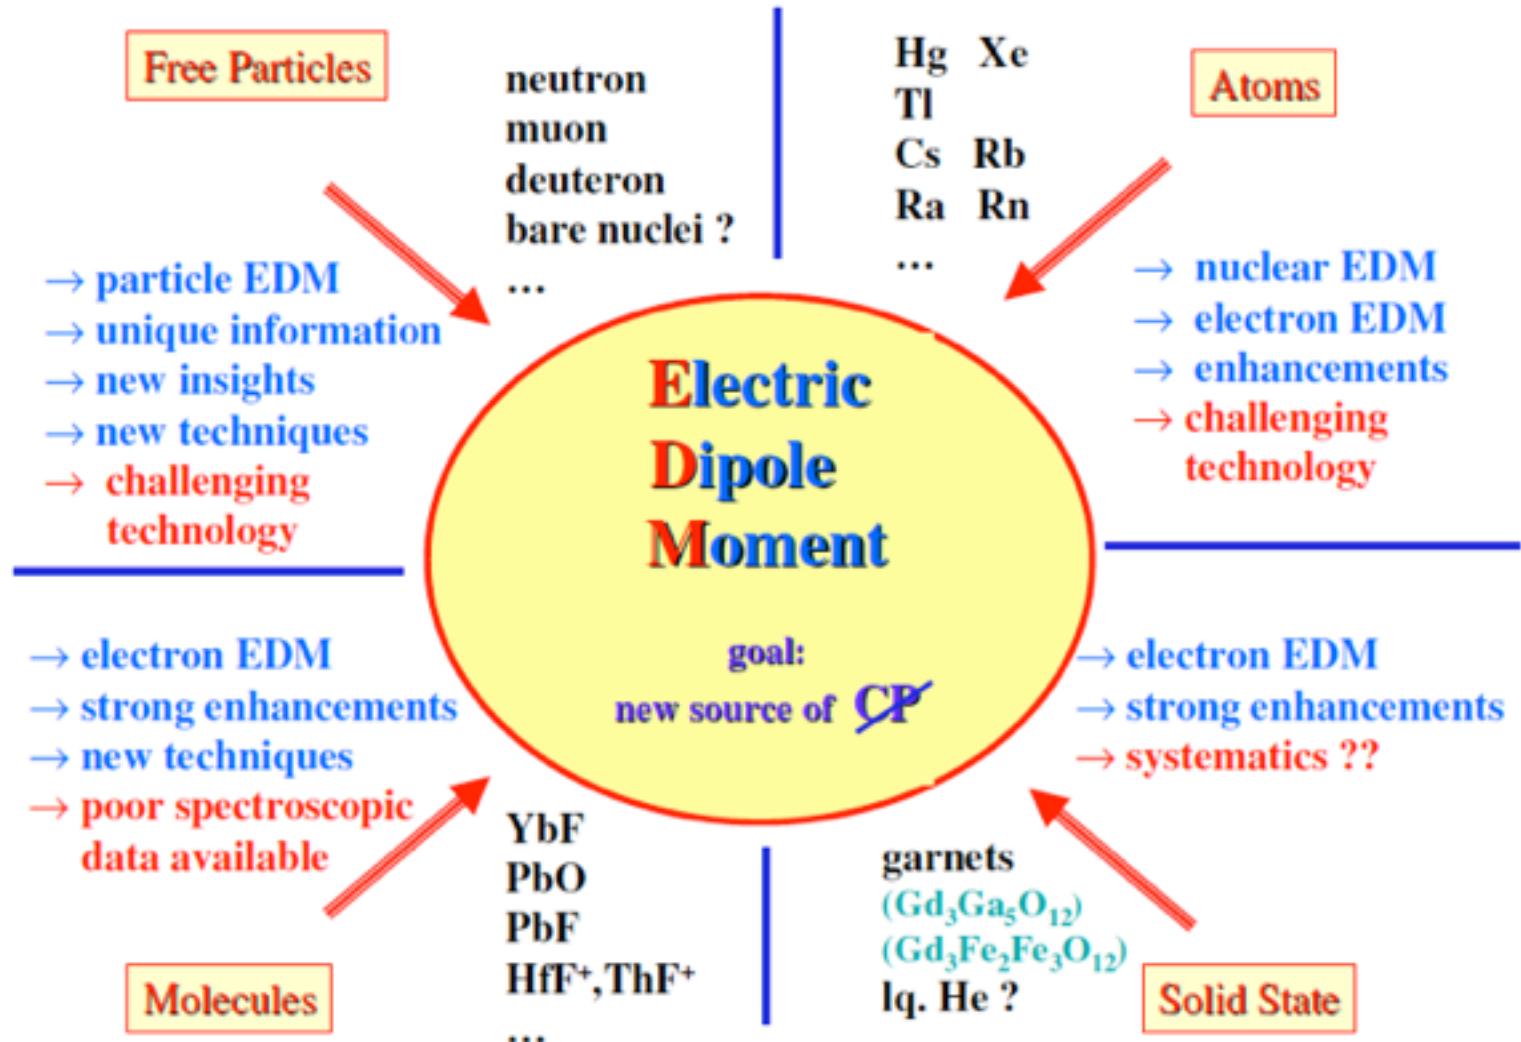 Free Particles
neutron
muon
deuteron
bare nuclei ?
...
→ particle EDM
→ unique information
→ new insights
→ new techniques
→ challenging
technology
Hg Xe
Tl
Cs Rb
Ra Rn
...
Atoms
→ nuclear EDM
→ electron EDM
→ enhancements
→ challenging
technology
Electric
Dipole
Moment
goal:
new source of C̸P̸
→ electron EDM
→ strong enhancements
→ new techniques
→ poor spectroscopic
data available
Molecules
YbF
PbO
PbF
HfF⁺,ThF⁺
...
→ electron EDM
→ strong enhancements
→ systematics ??
garnets
(Gd₃Ga₅O₁₂)
(Gd₃Fe₂Fe₃O₁₂)
lq. He ?
Solid State